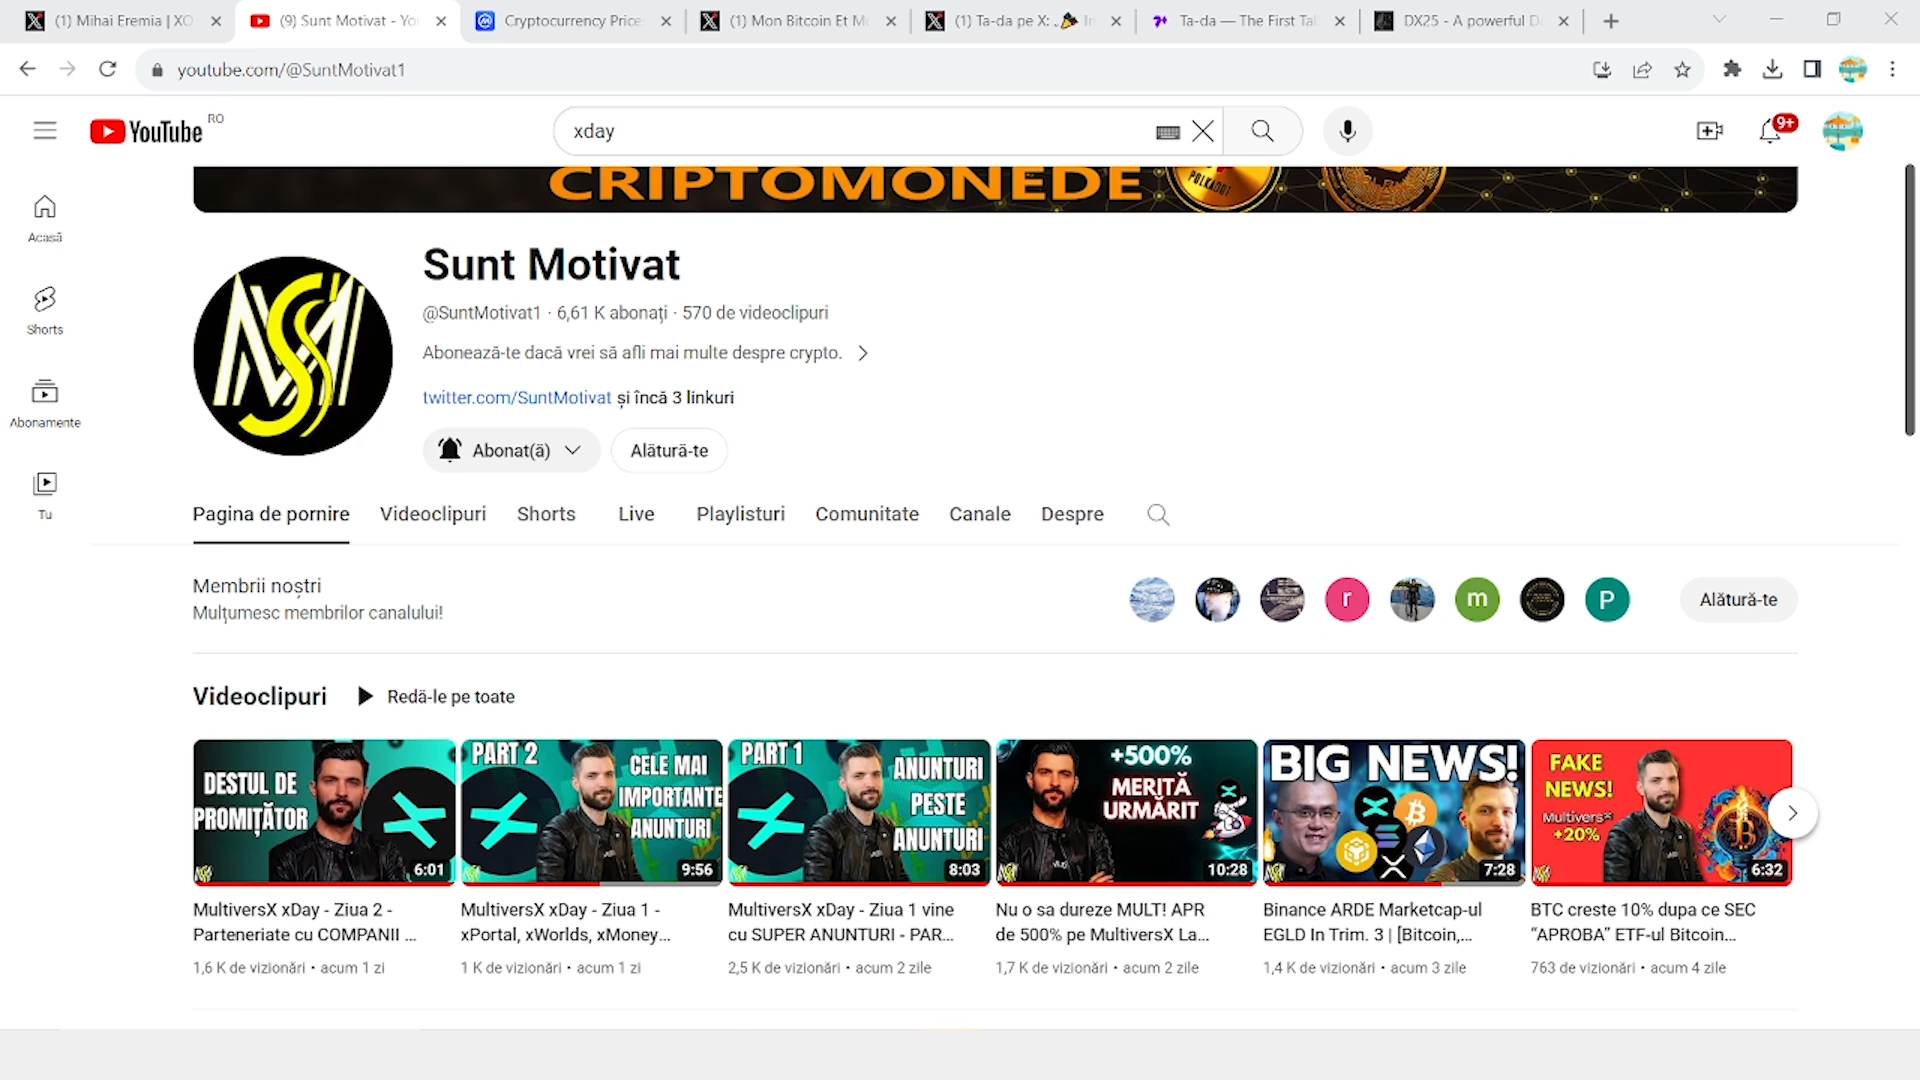 (1) Mihai Eremia | XO
(9) Sunt Motivat - You
Cryptocurrency Price
(1) Mon Bitcoin Et M
(1) Ta-da pe X: „🎉 In
Ta-da — The First Tal
DX25 - A powerful D
youtube.com/@SuntMotivat1
YouTube RO
xday
9+
CRIPTOMONEDE
POLKADOT
Acasă
Shorts
Abonamente
Tu
Sunt Motivat
@SuntMotivat1 · 6,61 K abonați · 570 de videoclipuri
Abonează-te dacă vrei să afli mai multe despre crypto.
twitter.com/SuntMotivat și încă 3 linkuri
Abonat(ă)
Alătură-te
Pagina de pornire
Videoclipuri
Shorts
Live
Playlisturi
Comunitate
Canale
Despre
Membrii noștri
Mulțumesc membrilor canalului!
r
m
P
Alătură-te
Videoclipuri
Redă-le pe toate
DESTUL DE
PROMIȚĂTOR
6:01
PART 2
CELE MAI
IMPORTANTE
ANUNTURI
9:56
PART 1
ANUNTURI
PESTE
ANUNTURI
8:03
+500%
MERITĂ
URMĂRIT
10:28
BIG NEWS!
7:28
FAKE
NEWS!
MultiversX
+20%
6:32
MultiversX xDay - Ziua 2 -
Parteneriate cu COMPANII ...
1,6 K de vizionări • acum 1 zi
MultiversX xDay - Ziua 1 -
xPortal, xWorlds, xMoney...
1 K de vizionări • acum 1 zi
MultiversX xDay - Ziua 1 vine
cu SUPER ANUNTURI - PAR...
2,5 K de vizionări • acum 2 zile
Nu o sa dureze MULT! APR
de 500% pe MultiversX La...
1,7 K de vizionări • acum 2 zile
Binance ARDE Marketcap-ul
EGLD In Trim. 3 | [Bitcoin,...
1,4 K de vizionări • acum 3 zile
BTC creste 10% dupa ce SEC
“APROBA” ETF-ul Bitcoin...
763 de vizionări • acum 4 zile